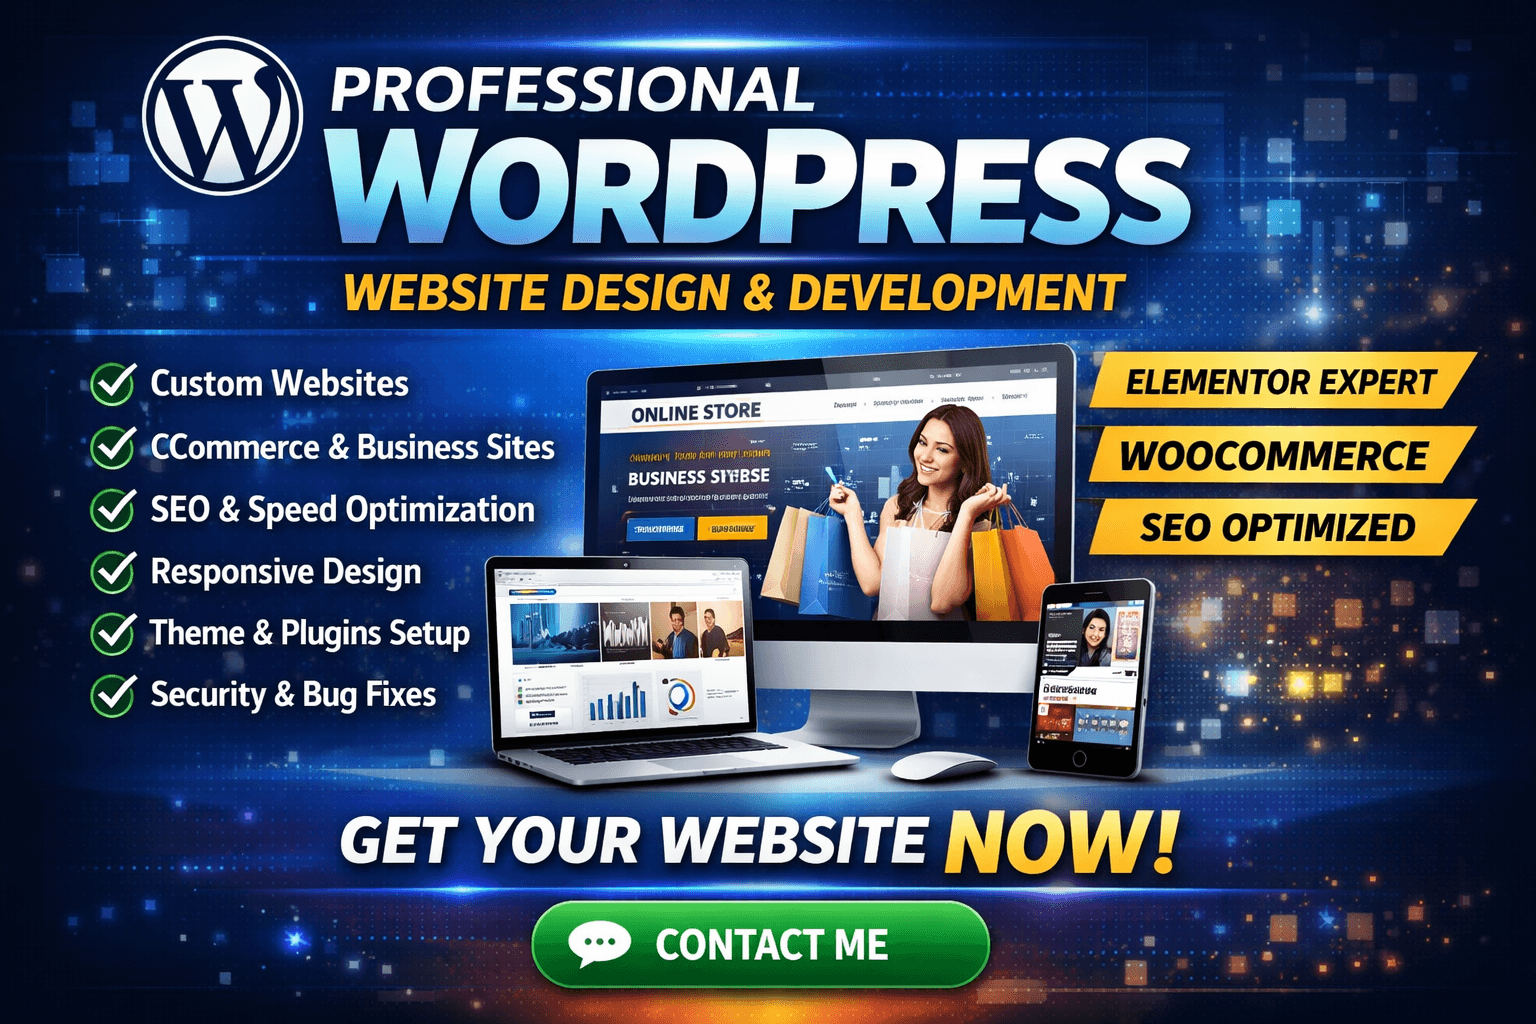 PROFESSIONAL
WORDPRESS
WEBSITE DESIGN & DEVELOPMENT
Custom Websites
CCommerce & Business Sites
SEO & Speed Optimization
Responsive Design
Theme & Plugins Setup
Security & Bug Fixes
ONLINE STORE
BUSINESS
ELEMENTOR EXPERT
WOOCOMMERCE
SEO OPTIMIZED
GET YOUR WEBSITE NOW!
CONTACT ME